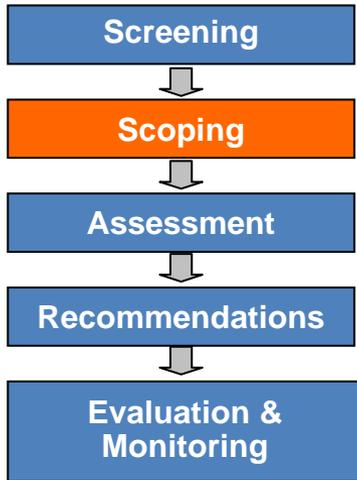 Screening
Scoping
Assessment
Recommendations
Evaluation &
Monitoring